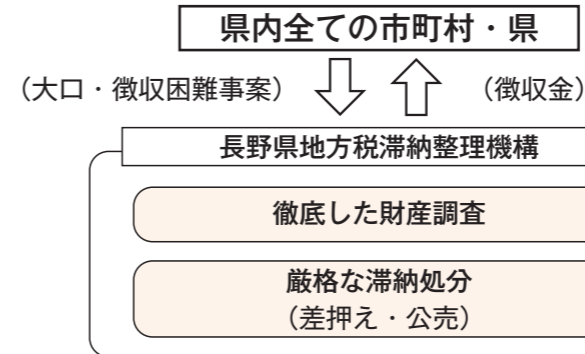 県内全ての市町村・県
（大口・徴収困難事案）
（徴収金）
長野県地方税滞納整理機構
徹底した財産調査
厳格な滞納処分
（差押え・公売）